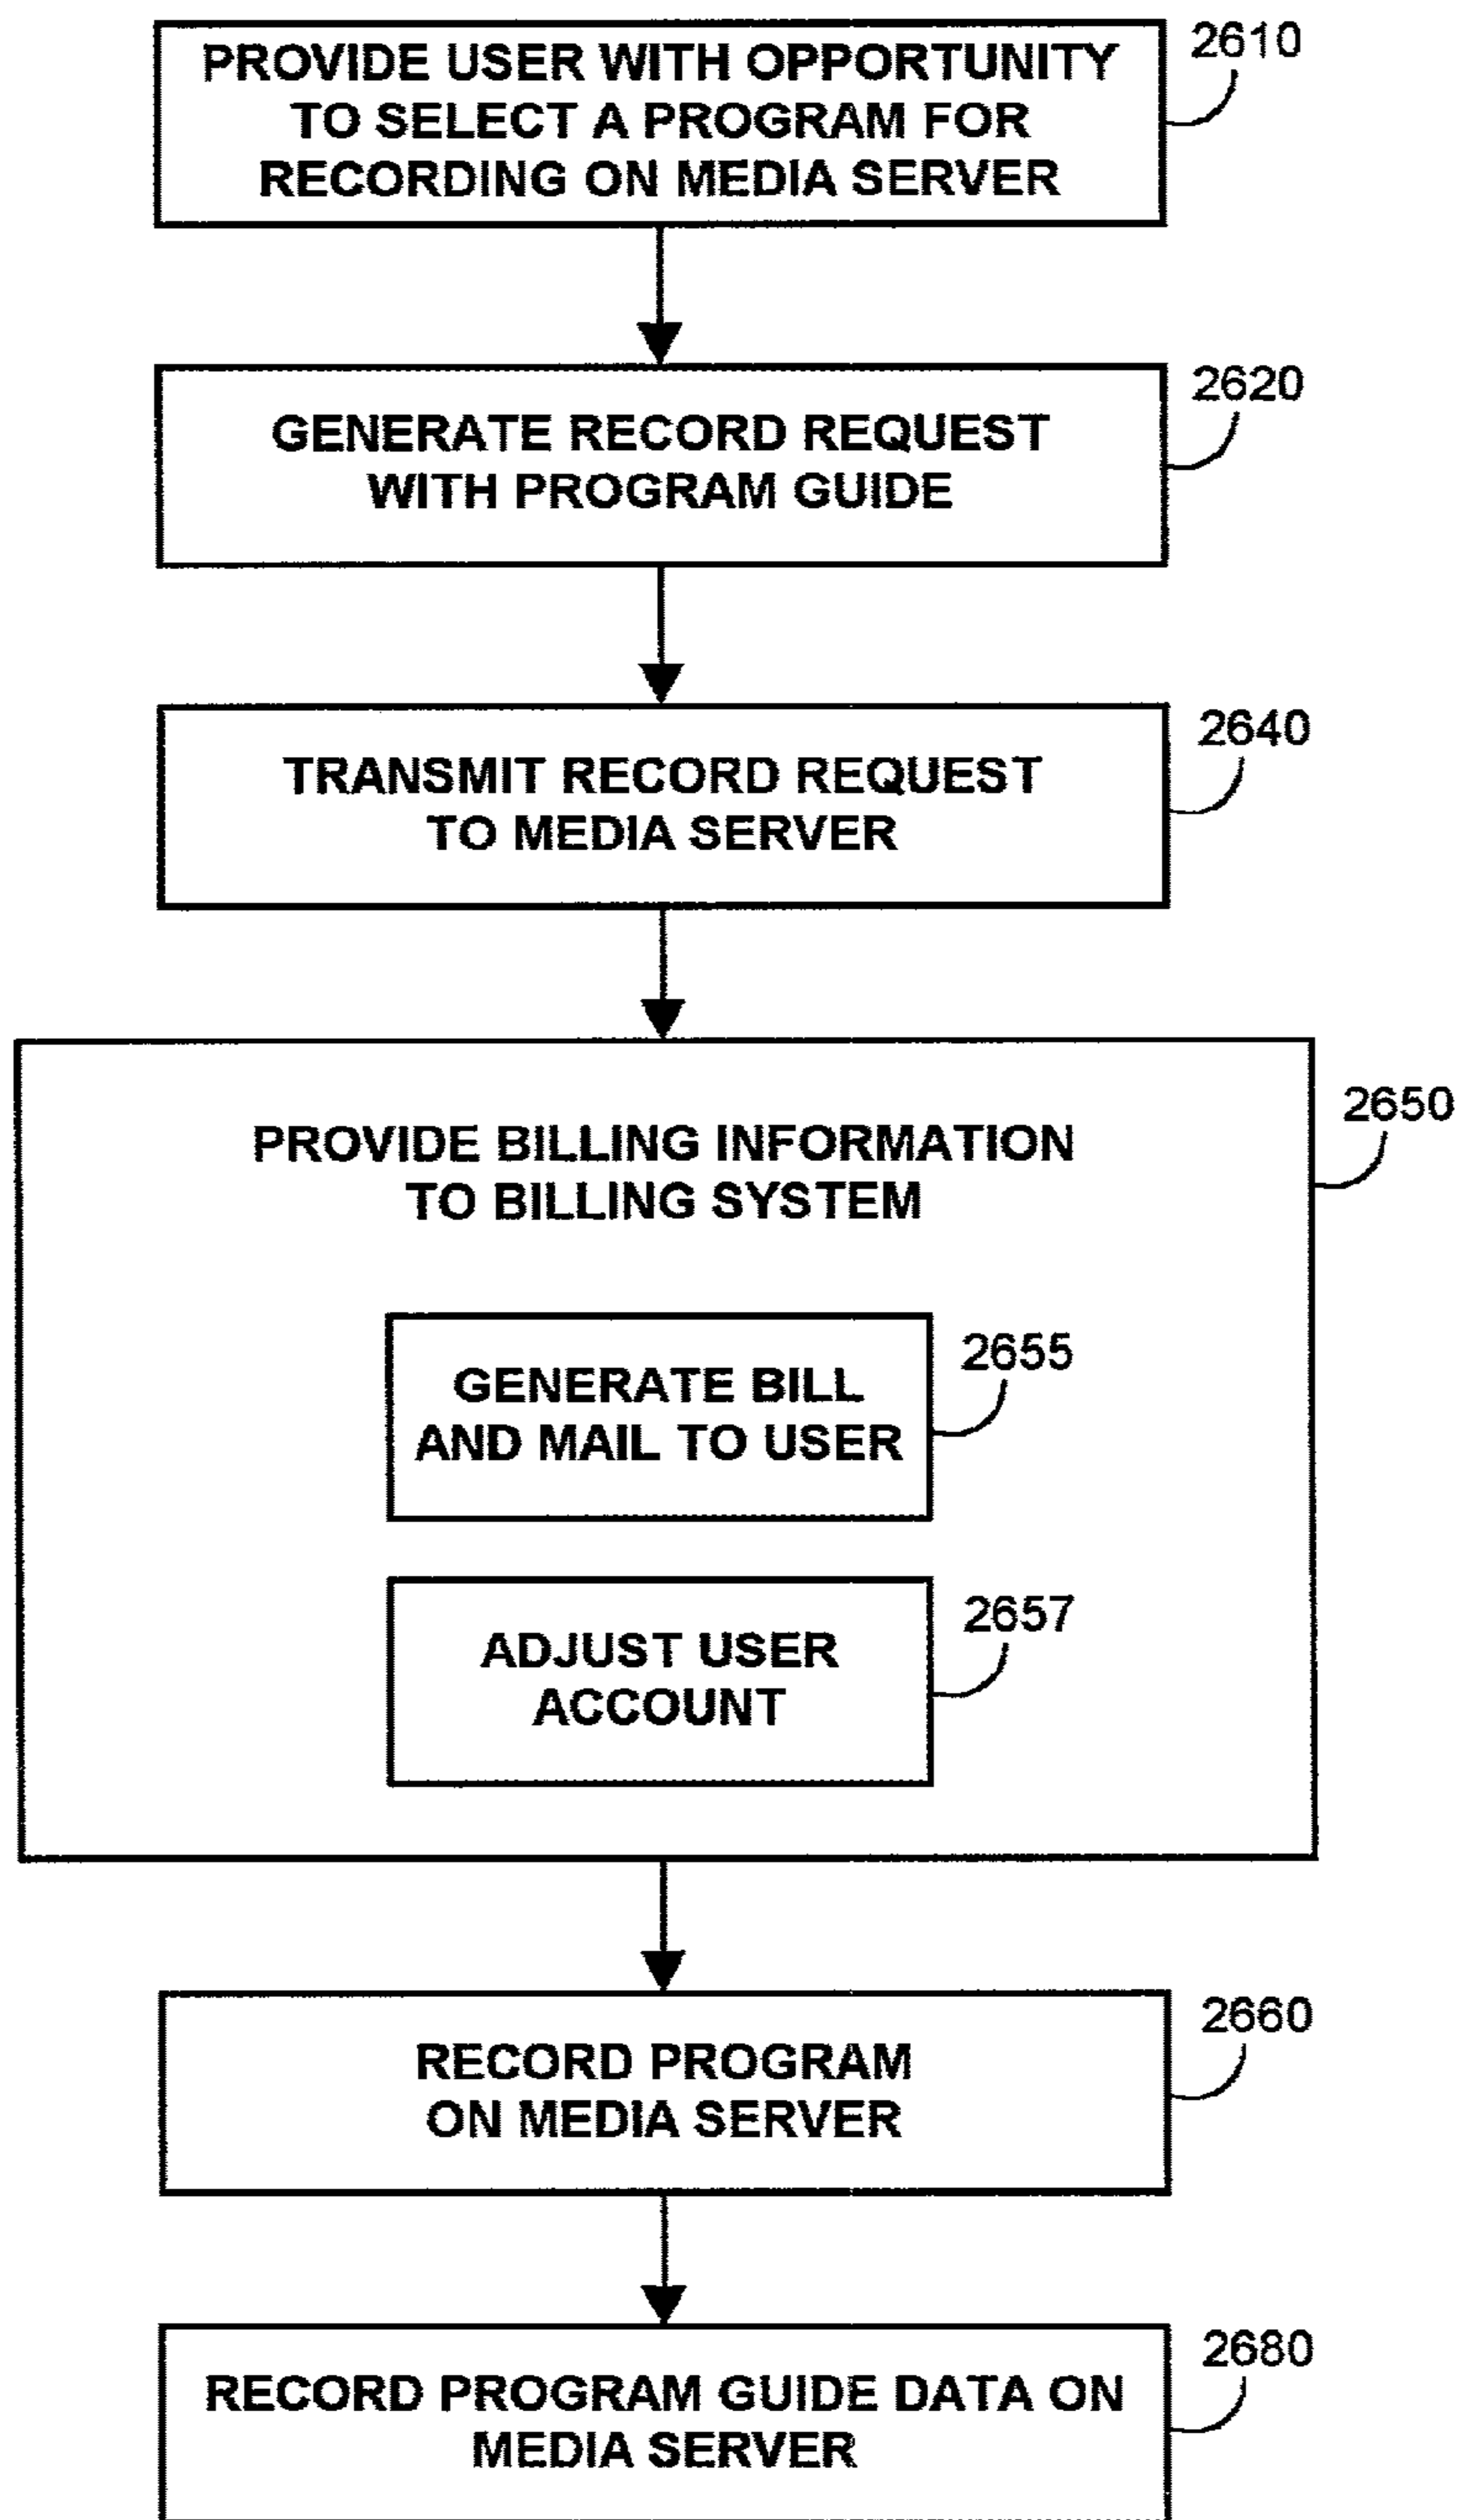 PROVIDE USER WITH OPPORTUNITY
TO SELECT A PROGRAM FOR
RECORDING ON MEDIA SERVER
2610
GENERATE RECORD REQUEST
WITH PROGRAM GUIDE
2620
TRANSMIT RECORD REQUEST
TO MEDIA SERVER
2640
PROVIDE BILLING INFORMATION
TO BILLING SYSTEM
2650
GENERATE BILL
AND MAIL TO USER
2655
ADJUST USER
ACCOUNT
2657
RECORD PROGRAM
ON MEDIA SERVER
2660
RECORD PROGRAM GUIDE DATA ON
MEDIA SERVER
2680